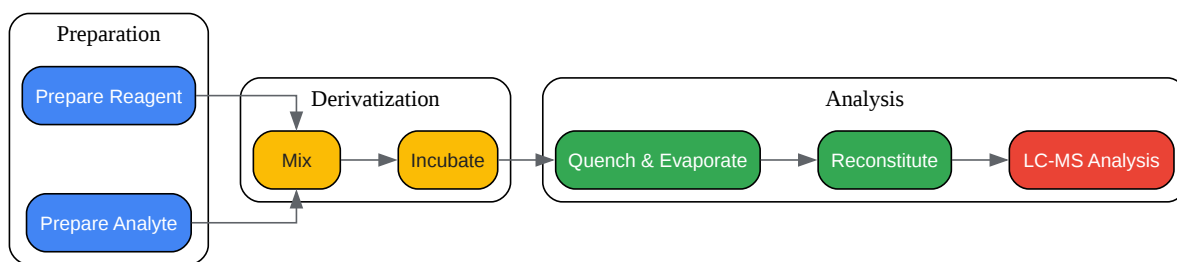 Preparation
Prepare Reagent
Prepare Analyte
Derivatization
Mix
Incubate
Analysis
Quench & Evaporate
Reconstitute
LC-MS Analysis